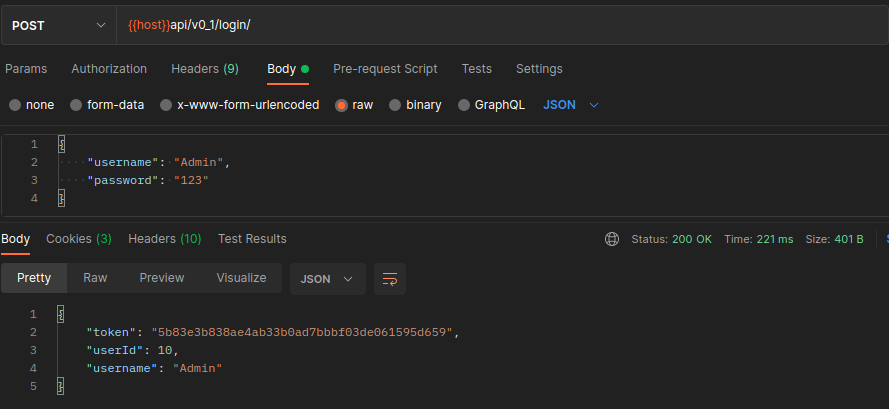 POST {{host}}api/v0_1/login/
Params Authorization Headers (9) Body Pre-request Script Tests Settings
none form-data x-www-form-urlencoded raw binary GraphQL JSON
1 {
2 "username": "Admin",
3 "password": "123"
4 }
Body Cookies (3) Headers (10) Test Results Status: 200 OK Time: 221 ms Size: 401 B
Pretty Raw Preview Visualize JSON
1 {
2 "token": "5b83e3b838ae4ab33b0ad7bbbf03de061595d659",
3 "userId": 10,
4 "username": "Admin"
5 }